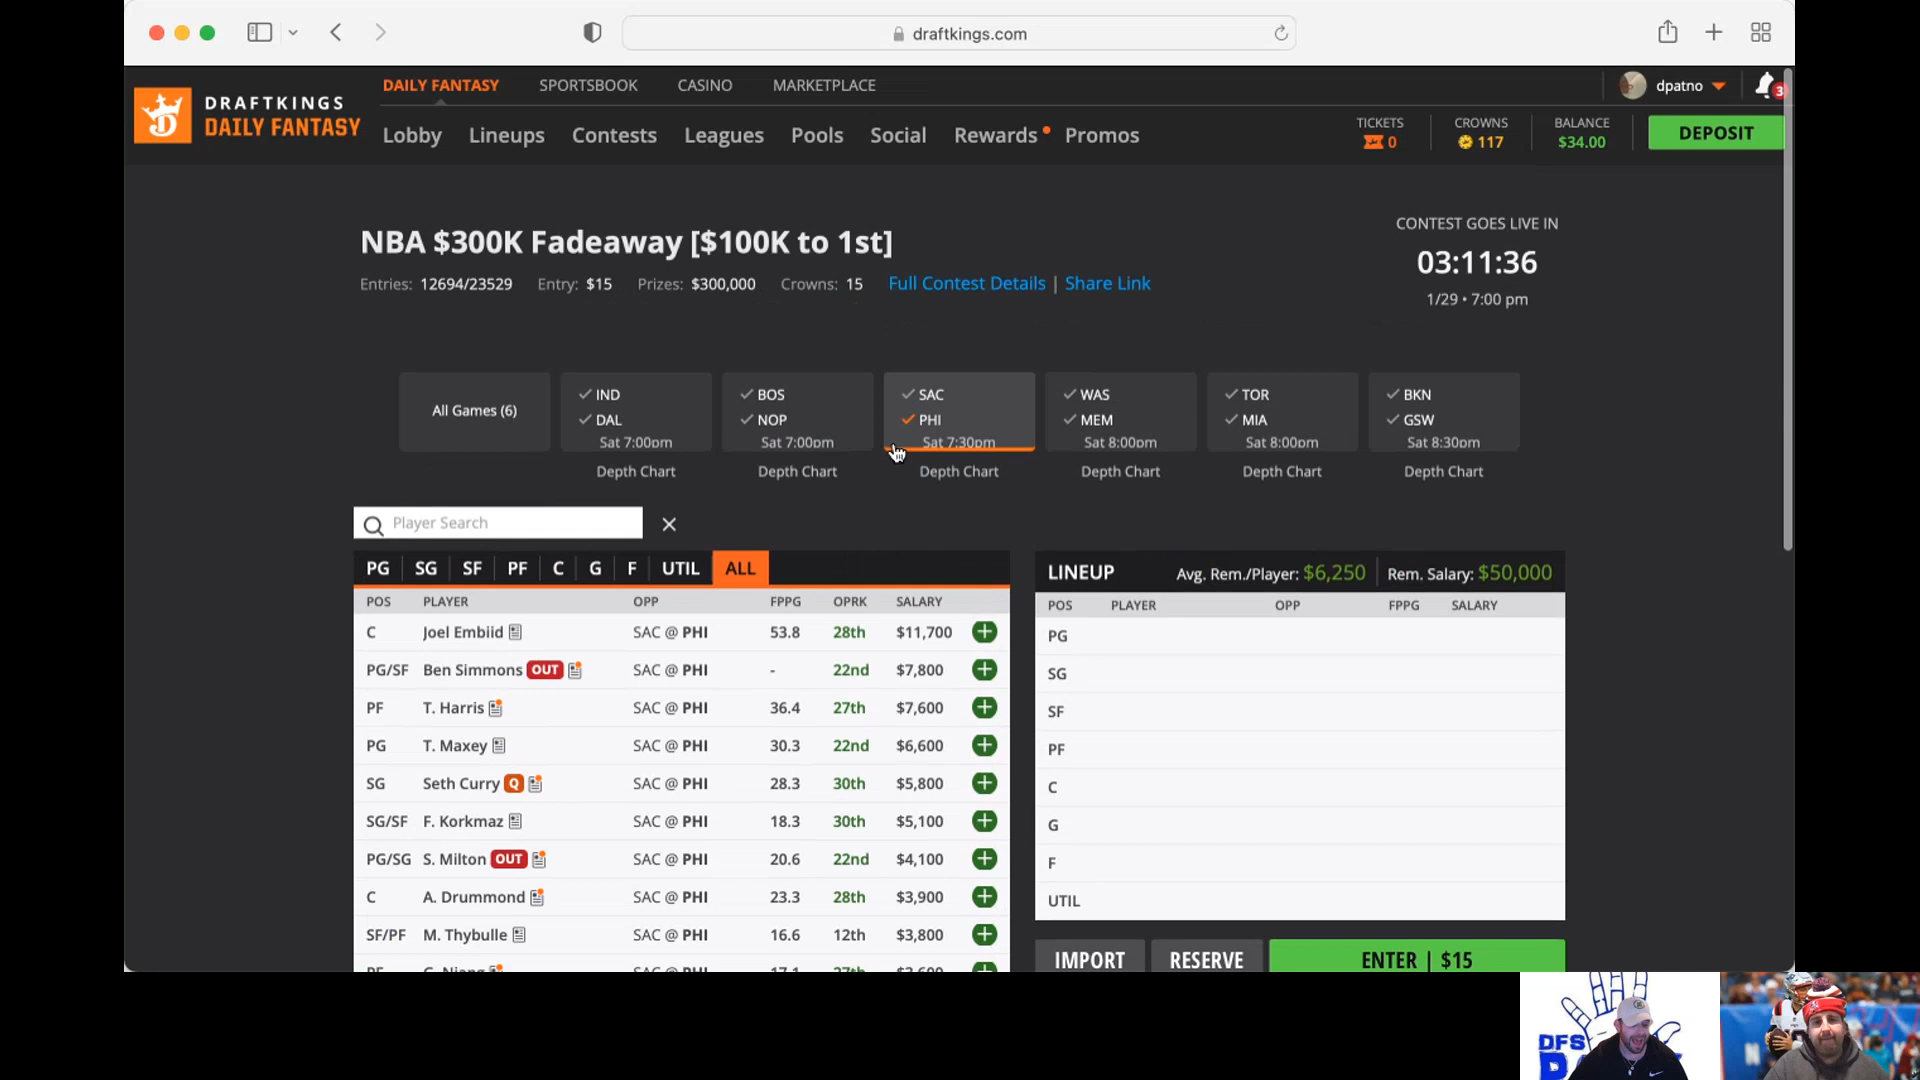 draftkings.com
DAILY FANTASY SPORTSBOOK CASINO MARKETPLACE
dpatno
3
DRAFTKINGS
DAILY FANTASY
Lobby Lineups Contests Leagues Pools Social Rewards Promos
TICKETS CROWNS BALANCE
0 117 $34.00
DEPOSIT
NBA $300K Fadeaway [$100K to 1st]
Entries: 12694/23529 Entry: $15 Prizes: $300,000 Crowns: 15 Full Contest Details | Share Link
CONTEST GOES LIVE IN
03:11:36
1/29 • 7:00 pm
All Games (6)
IND
DAL
Sat 7:00pm
Depth Chart
BOS
NOP
Sat 7:00pm
Depth Chart
SAC
PHI
Sat 7:30pm
Depth Chart
WAS
MEM
Sat 8:00pm
Depth Chart
TOR
MIA
Sat 8:00pm
Depth Chart
BKN
GSW
Sat 8:30pm
Depth Chart
Player Search
PG SG SF PF C G F UTIL ALL
POS PLAYER OPP FPPG OPRK SALARY
C Joel Embiid SAC @ PHI 53.8 28th $11,700
PG/SF Ben Simmons OUT SAC @ PHI - 22nd $7,800
PF T. Harris SAC @ PHI 36.4 27th $7,600
PG T. Maxey SAC @ PHI 30.3 22nd $6,600
SG Seth Curry Q SAC @ PHI 28.3 30th $5,800
SG/SF F. Korkmaz SAC @ PHI 18.3 30th $5,100
PG/SG S. Milton OUT SAC @ PHI 20.6 22nd $4,100
C A. Drummond SAC @ PHI 23.3 28th $3,900
SF/PF M. Thybulle SAC @ PHI 16.6 12th $3,800
LINEUP Avg. Rem./Player: $6,250 Rem. Salary: $50,000
POS PLAYER OPP FPPG SALARY
PG
SG
SF
PF
C
G
F
UTIL
IMPORT RESERVE ENTER | $15
DFS